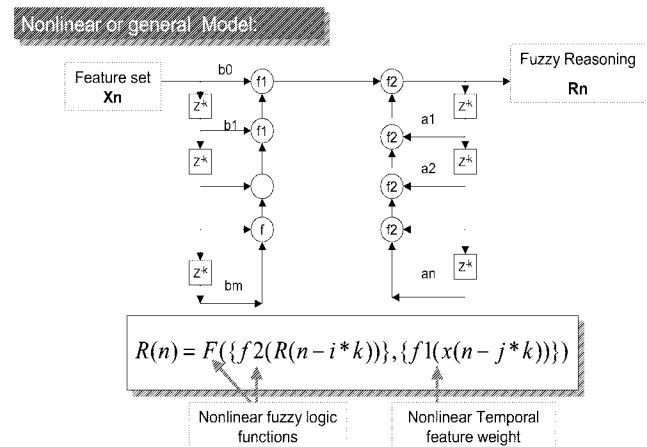 Nonlinear or general Model:
Feature set
Xn
b0
f1
f2
Fuzzy Reasoning
Rn
z-k
z-k
b1
f1
f2
a1
z-k
z-k
f2
a2
f
f2
z-k
z-k
bm
an
R(n) = F({f2(R(n−i*k))},{f1(x(n−j*k))})
Nonlinear fuzzy logic
functions
Nonlinear Temporal
feature weight